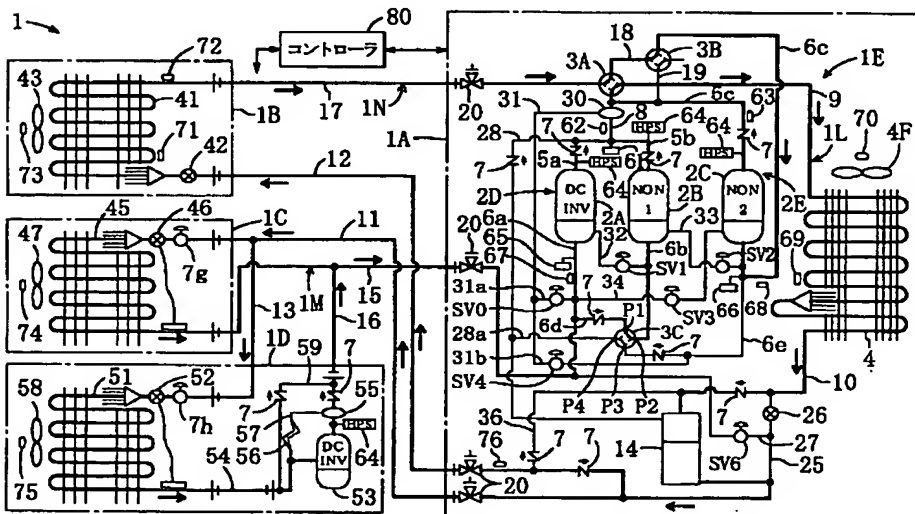 1
80
コントローラ
72
43
41
1B
17
1N
20
71
73
42
12
1A
18
3A
3B
19
6c
6c
1E
9
31
30
8
62
HPS
64
63
5b
28
7
7
7
5a
HPS
64
61
64
HPS
7
70
4F
1L
2D
DC
INV
2A
NON
1
2B
2C
NON
2
2E
45
46
1C
11
47
7g
74
13
1M
15
16
20
6a
65
67
32
33
6b
SV1
SV2
69
31a
SV0
34
SV3
66
68
7
P1
28a
6d
3C
7
6e
31b
SV4
P4
P3
P2
4
10
1D
59
7
51
52
58
7h
7
57
55
56
HPS
64
DC
INV
53
54
75
36
7
76
20
7
14
7
26
SV6
27
25